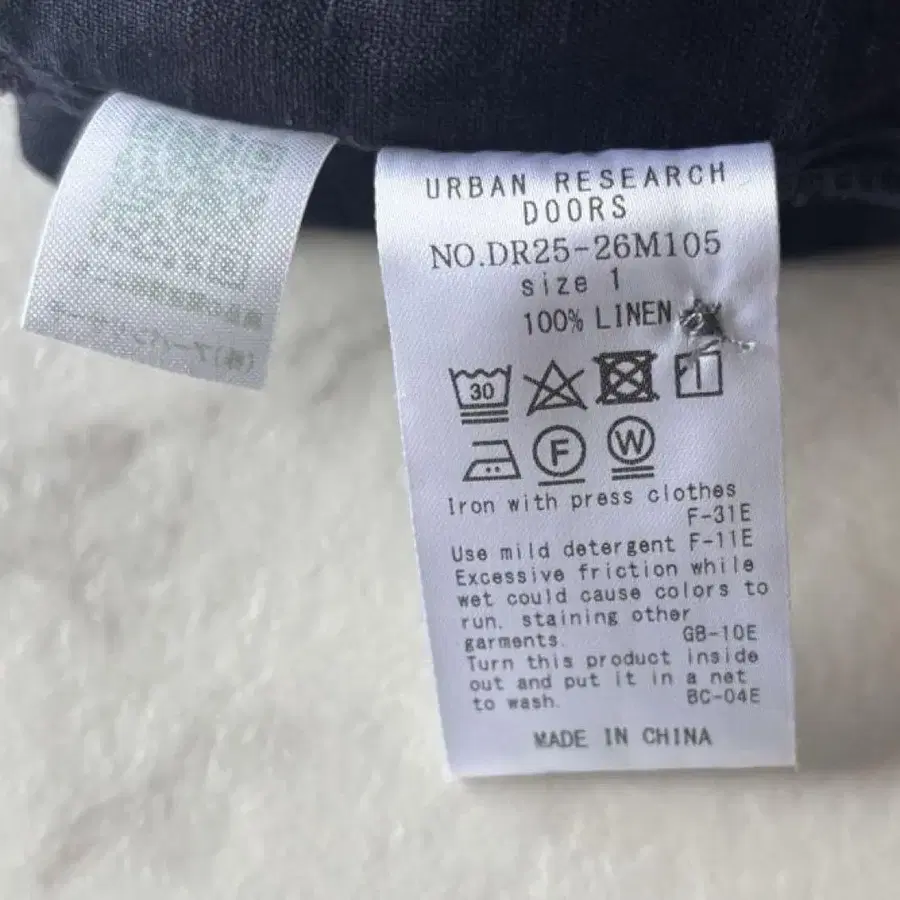 URBAN RESEARCH
DOORS
NO.DR25-26M105
size 1
100% LINEN
30
F
W
Iron with press clothes
F-31E
Use mild detergent F-11E
Excessive friction while
wet could cause colors to
run, staining other
garments. GB-10E
Turn this product inside
out and put it in a net
to wash. BC-04E
MADE IN CHINA